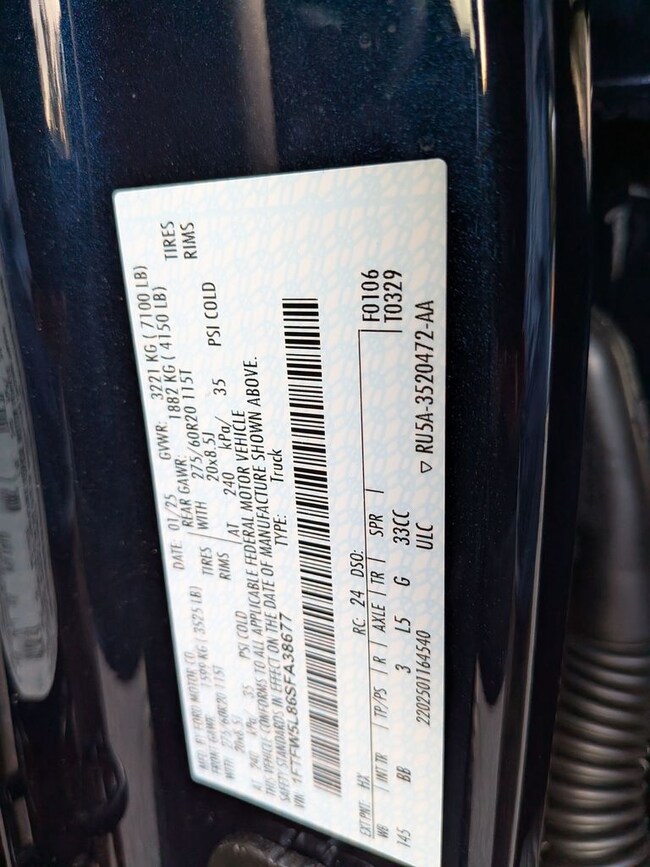 MFD. BY FORD MOTOR CO.
DATE: 01/25 GVWR: 3221 KG ( 7100 LB)
FRONT GAWR: 1599 KG ( 3525 LB) REAR GAWR: 1882 KG ( 4150 LB)
WITH 275/60R20 115T TIRES WITH 275/60R20 115T TIRES
20x8.5J RIMS 20x8.5J RIMS
AT 240 kPa/ 35 PSI COLD AT 240 kPa/ 35 PSI COLD
THIS VEHICLE CONFORMS TO ALL APPLICABLE FEDERAL MOTOR VEHICLE
SAFETY STANDARDS IN EFFECT ON THE DATE OF MANUFACTURE SHOWN ABOVE.
VIN: 1FTFW5L86SFA38677 TYPE: Truck
F0106
EXT PNT: HX RC: 24 DSO: T0329
WB INT TR TP/PS R AXLE TR SPR
145 BB 3 L5 G 33CC
2202501164540 ULC ▽ RU5A-3520472-AA